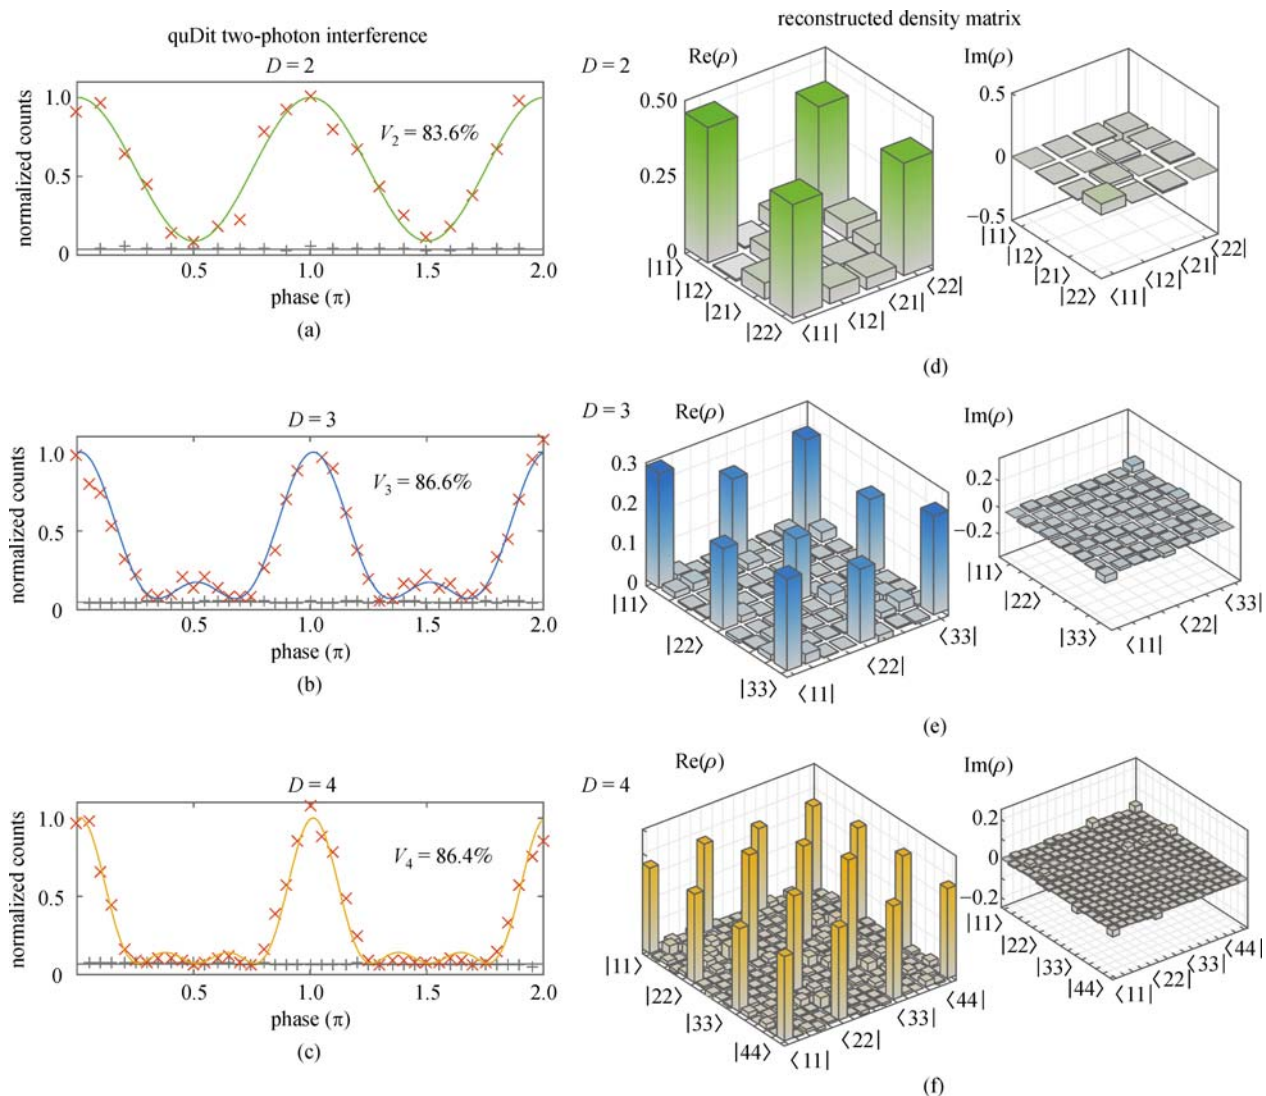 quDit two-photon interference
D = 2
normalized counts
1.0
0.5
0
V2 = 83.6%
0.5
1.0
1.5
2.0
phase (π)
(a)
D = 3
normalized counts
1.0
0.5
0
V3 = 86.6%
0.5
1.0
1.5
2.0
phase (π)
(b)
D = 4
normalized counts
1.0
0.5
0
V4 = 86.4%
0.5
1.0
1.5
2.0
phase (π)
(c)
reconstructed density matrix
D = 2
Re(ρ)
0.50
0.25
0
|11⟩
|12⟩
|21⟩
|22⟩
⟨11|
⟨12|
⟨21|
⟨22|
Im(ρ)
0.5
0
−0.5
|11⟩
|12⟩
|21⟩
|22⟩
⟨11|
⟨12|
⟨21|
⟨22|
(d)
D = 3
Re(ρ)
0.3
0.2
0.1
0
|11⟩
|22⟩
|33⟩
⟨11|
⟨22|
⟨33|
Im(ρ)
0.2
0
−0.2
|11⟩
|22⟩
|33⟩
⟨11|
⟨22|
⟨33|
(e)
D = 4
Re(ρ)
|11⟩
|22⟩
|33⟩
|44⟩
⟨11|
⟨22|
⟨33|
⟨44|
Im(ρ)
0.2
0
−0.2
|11⟩
|22⟩
|33⟩
|44⟩
⟨11|
⟨22|
⟨33|
⟨44|
(f)